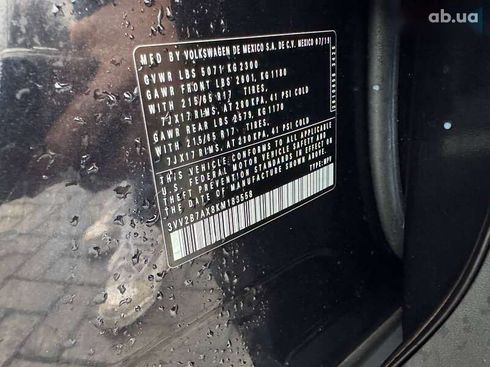 ab.ua
MFD BY VOLKSWAGEN DE MEXICO S.A. DE C.V. MEXICO 07/19
GVWR LBS 5071 KG 2300
GAWR FRONT LBS 2601, KG 1180
WITH 215/65 R17 TIRES,
7JX17 RIMS, AT 280 KPA, 41 PSI COLD
GAWR REAR LBS 2579, KG 1170
WITH 215/65 R17 TIRES,
7JX17 RIMS, AT 280 KPA, 41 PSI COLD
THIS VEHICLE CONFORMS TO ALL APPLICABLE
U.S. FEDERAL MOTOR VEHICLE SAFETY AND
THEFT PREVENTION STANDARDS IN EFFECT ON
THE DATE OF MANUFACTURE SHOWN ABOVE.
TYPE: MPV
3VV2B7AX8KM183558